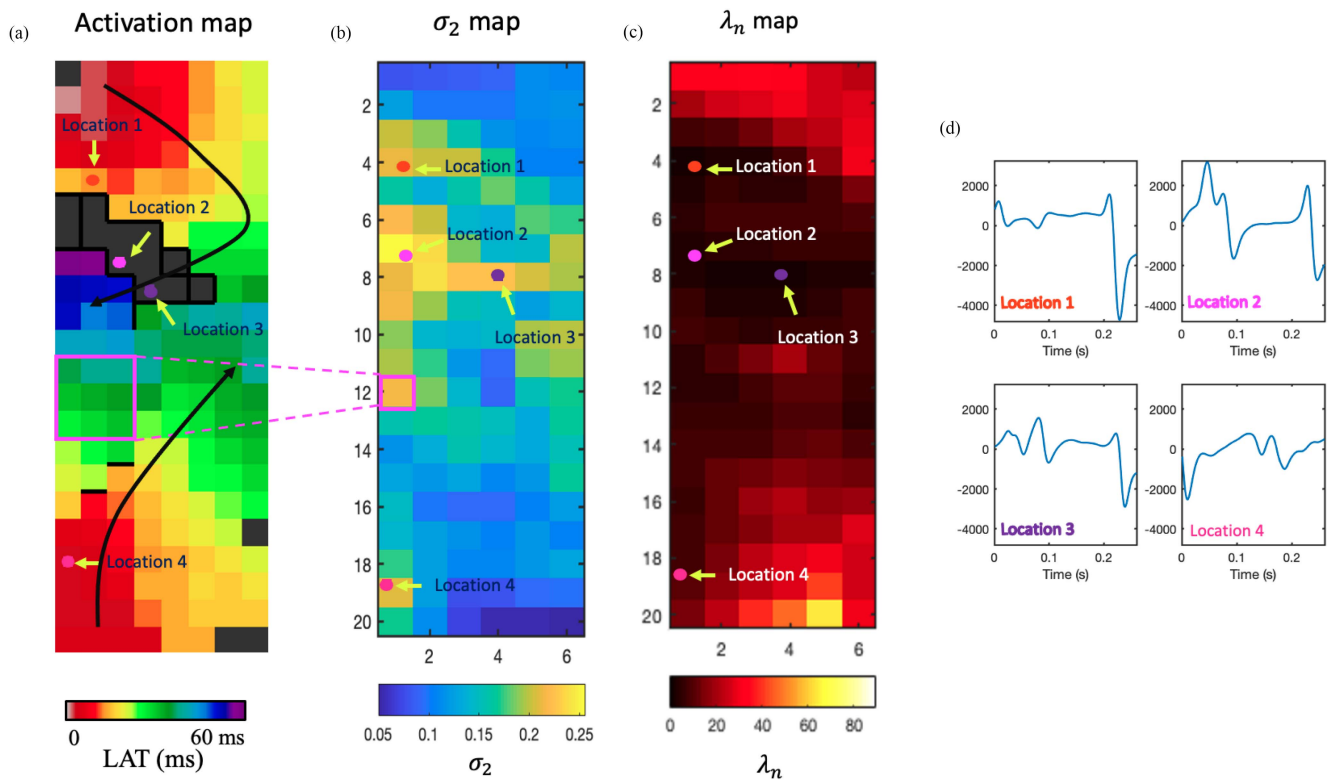 (a)
Activation map
(b)
σ₂ map
(c)
λₙ map
(d)
Location 1
Location 2
Location 3
Location 4
0
60 ms
LAT (ms)
2
4
6
8
10
12
14
16
18
20
Location 1
Location 2
Location 3
Location 4
2
4
6
0.05
0.1
0.15
0.2
0.25
σ₂
2
4
6
8
10
12
14
16
18
20
Location 1
Location 2
Location 3
Location 4
2
4
6
0
20
40
60
80
λₙ
2000
0
-2000
-4000
Location 1
0
0.1
0.2
Time (s)
2000
0
-2000
-4000
Location 2
0
0.2
Time (s)
2000
0
-2000
-4000
Location 3
0
0.1
0.2
Time (s)
2000
0
-2000
-4000
Location 4
0
0.1
0.2
Time (s)